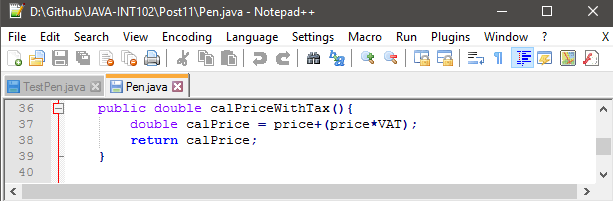 D:\Github\JAVA-INT102\Post11\Pen.java - Notepad++
File Edit Search View Encoding Language Settings Macro Run Plugins Window ?
TestPen.java Pen.java
36 public double calPriceWithTax(){
37 double calPrice = price+(price*VAT);
38 return calPrice;
39 }
40